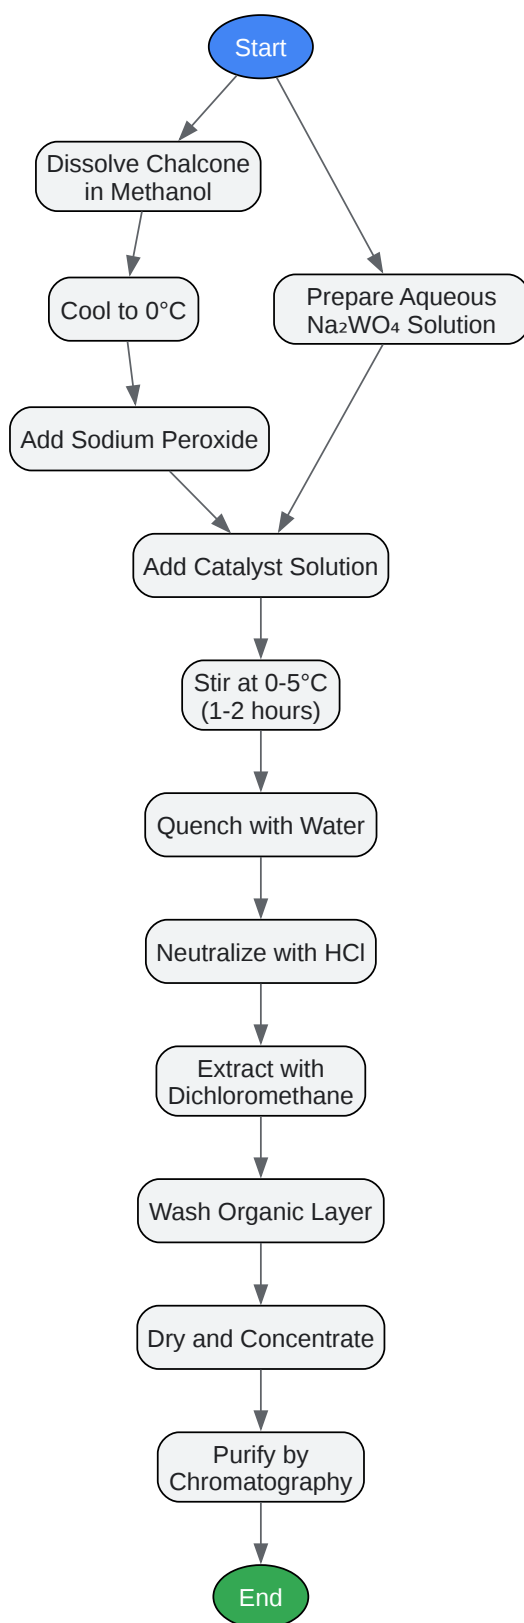 Start
Dissolve Chalcone
in Methanol
Cool to 0°C
Prepare Aqueous
Na₂WO₄ Solution
Add Sodium Peroxide
Add Catalyst Solution
Stir at 0-5°C
(1-2 hours)
Quench with Water
Neutralize with HCl
Extract with
Dichloromethane
Wash Organic Layer
Dry and Concentrate
Purify by
Chromatography
End